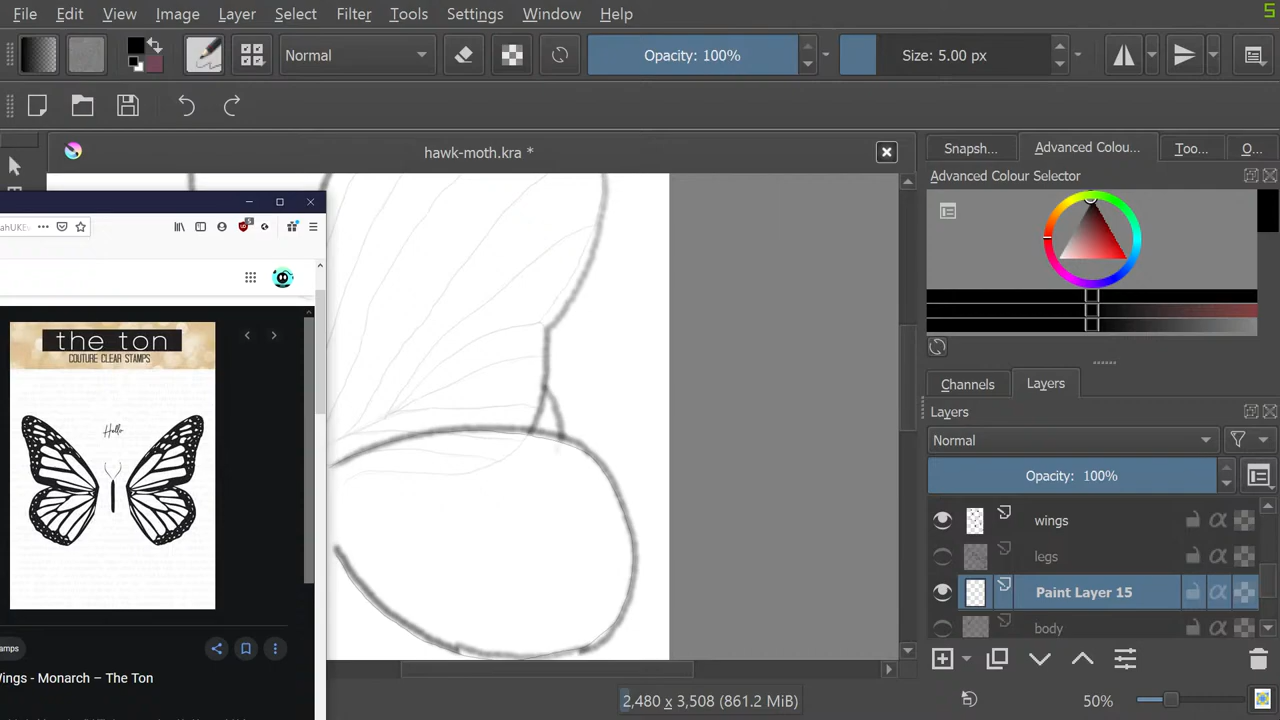 File Edit View Image Layer Select Filter Tools Settings Window Help
5
Normal
Opacity: 100%
Size: 5.00 px
hawk-moth.kra *
Snapsh...
Advanced Colou...
Too...
O...
Advanced Colour Selector
the ton
COUTURE CLEAR STAMPS
Hello
Channels
Layers
Layers
Normal
Opacity: 100%
wings
legs
Paint Layer 15
body
amps
Wings - Monarch – The Ton
2,480 x 3,508 (861.2 MiB)
50%